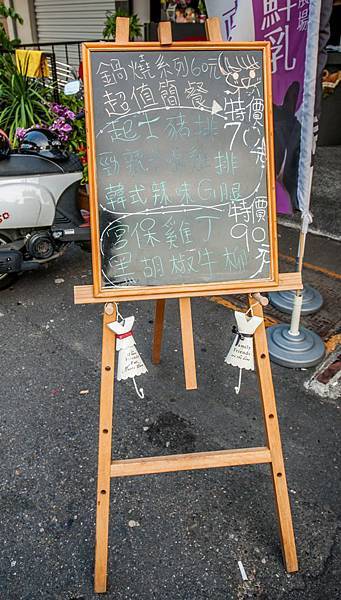 鍋燒系列60元
超值簡餐
特價70元
起士豬排
勁辣 排
韓式辣味G腿
特價90元
宮保雞丁
黑胡椒牛柳
鮮乳